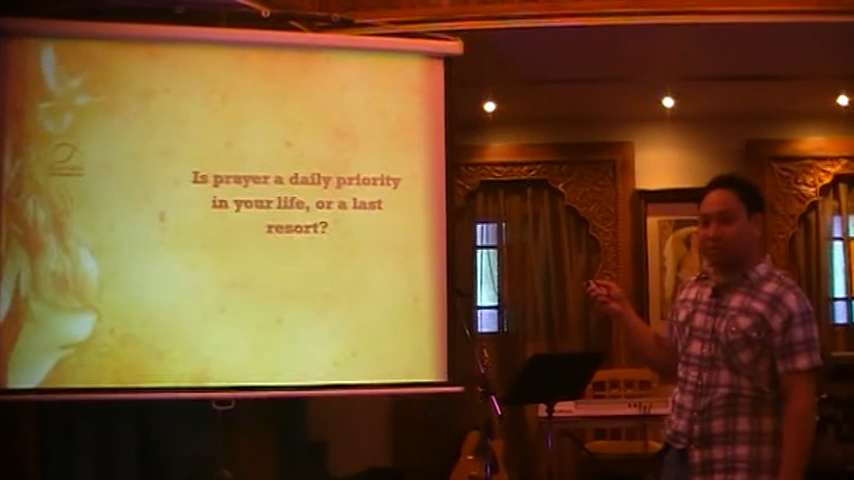 Is prayer a daily priority
in your life, or a last
resort?